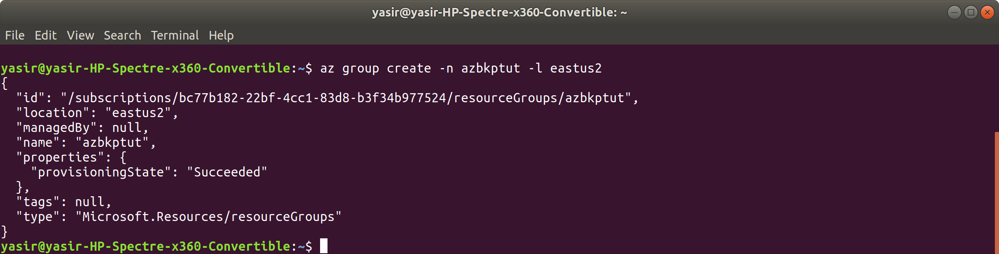 yasir@yasir-HP-Spectre-x360-Convertible: ~
File Edit View Search Terminal Help
yasir@yasir-HP-Spectre-x360-Convertible:~$ az group create -n azbkptut -l eastus2
{
  "id": "/subscriptions/bc77b182-22bf-4cc1-83d8-b3f34b977524/resourceGroups/azbkptut",
  "location": "eastus2",
  "managedBy": null,
  "name": "azbkptut",
  "properties": {
    "provisioningState": "Succeeded"
  },
  "tags": null,
  "type": "Microsoft.Resources/resourceGroups"
}
yasir@yasir-HP-Spectre-x360-Convertible:~$